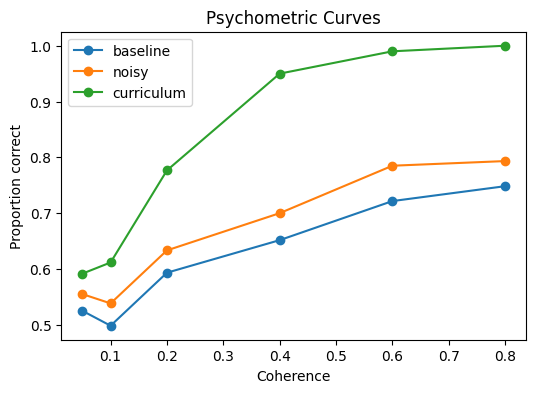 Psychometric Curves
baseline
noisy
curriculum
1.0
0.9
0.8
0.7
0.6
0.5
Proportion correct
0.1 0.2 0.3 0.4 0.5 0.6 0.7 0.8
Coherence